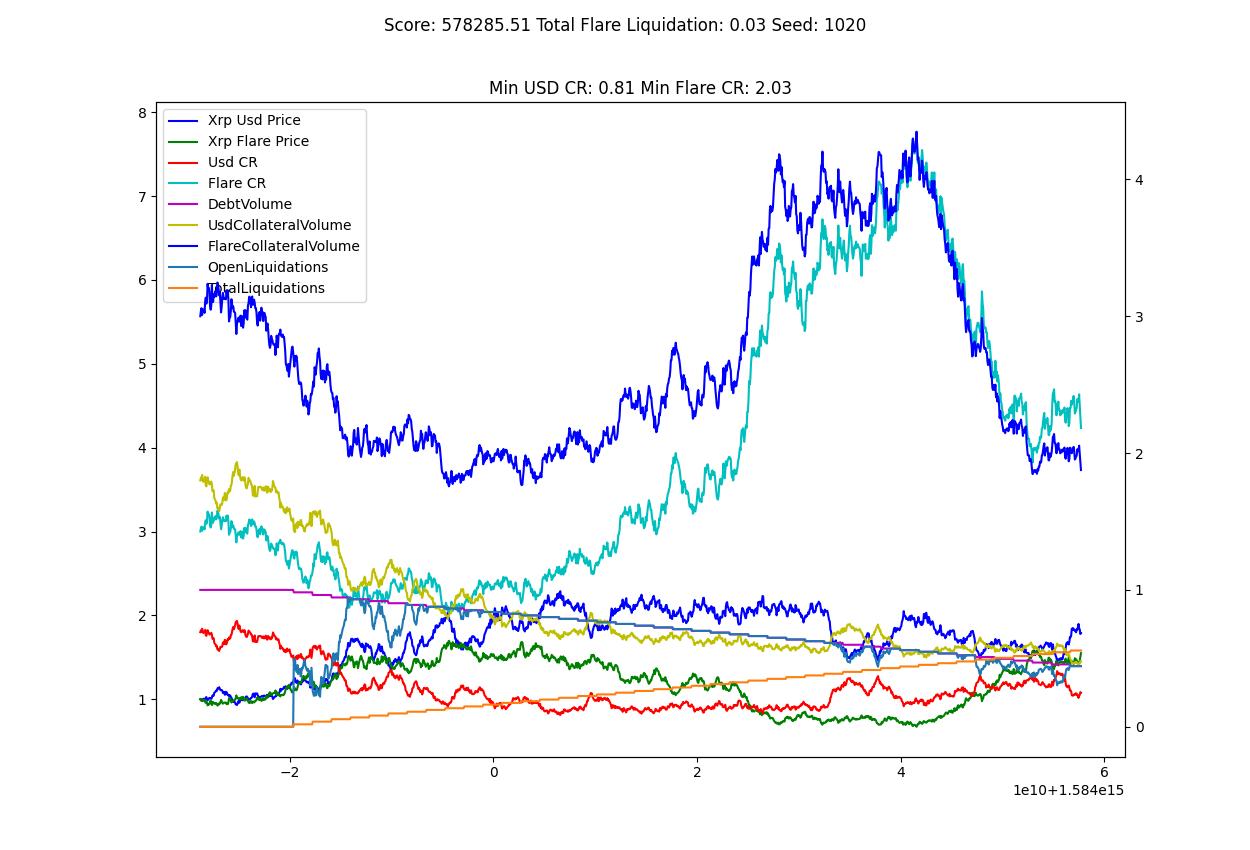 Score: 578285.51 Total Flare Liquidation: 0.03 Seed: 1020
Min USD CR: 0.81 Min Flare CR: 2.03
Xrp Usd Price
Xrp Flare Price
Usd CR
Flare CR
DebtVolume
UsdCollateralVolume
FlareCollateralVolume
OpenLiquidations
TotalLiquidations
8
7
6
5
4
3
2
1
4
3
2
1
0
−2
0
2
4
6
1e10+1.584e15